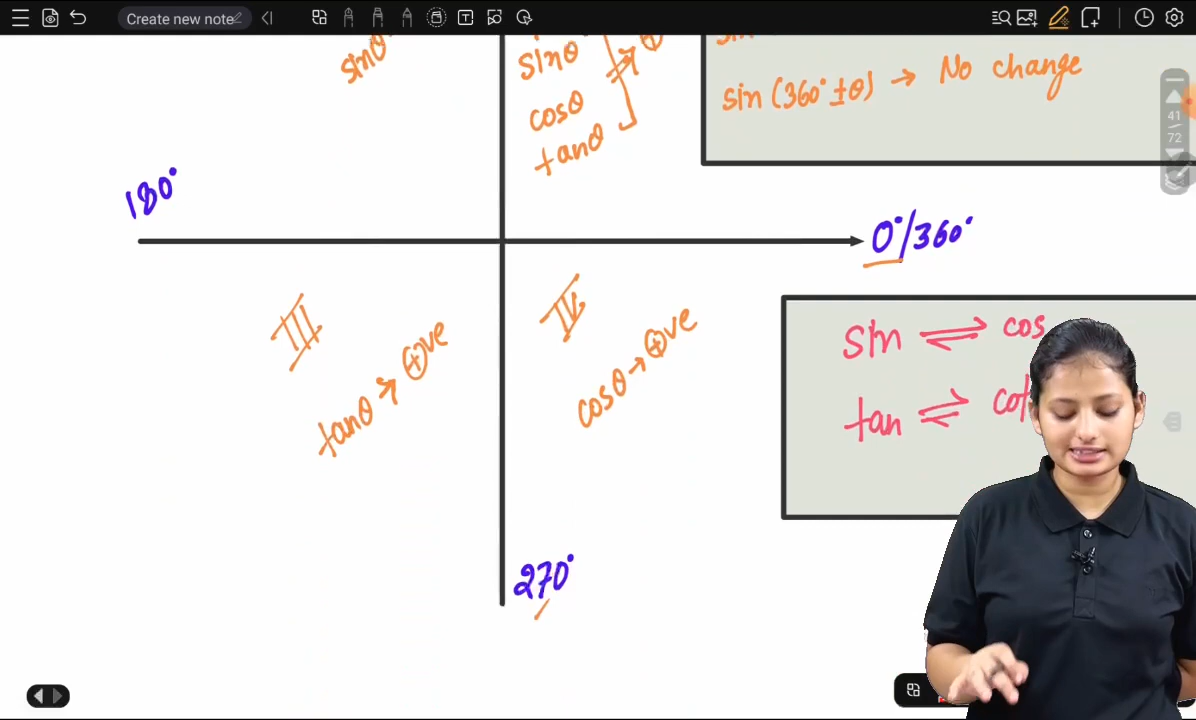 Create new note
sinθ
sinθ
cosθ
tanθ
sin (360° ± θ) → No change
41
72
180°
0°/360°
III
tanθ → ⊕ve
IV
cosθ → ⊕ve
sin ⇌ cos
tan ⇌ cot
270°